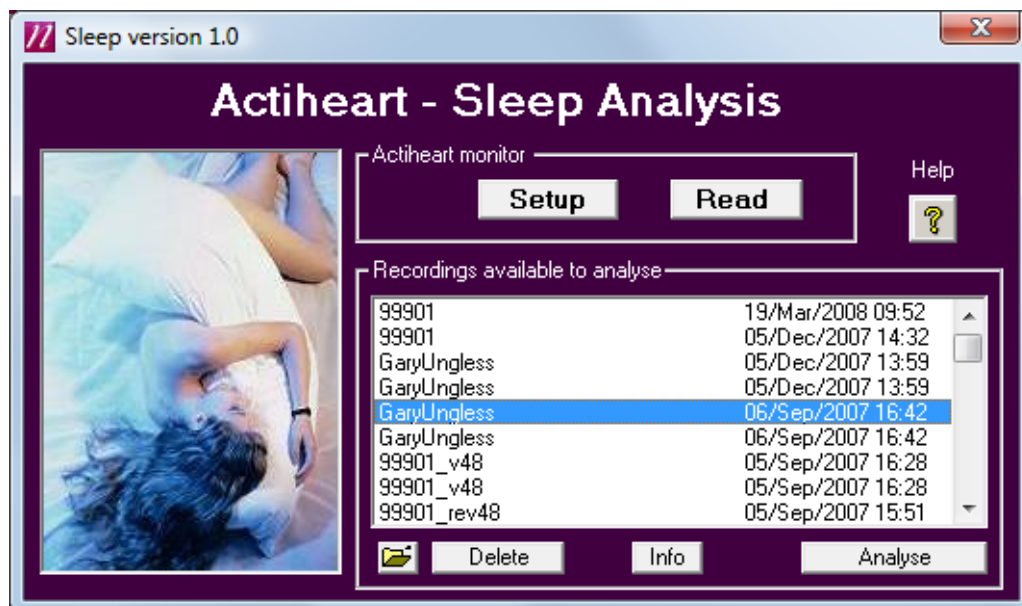 Sleep version 1.0
Actiheart - Sleep Analysis
Actiheart monitor
Setup Read
Help
?
Recordings available to analyse
99901 19/Mar/2008 09:52
99901 05/Dec/2007 14:32
GaryUngless 05/Dec/2007 13:59
GaryUngless 05/Dec/2007 13:59
GaryUngless 06/Sep/2007 16:42
GaryUngless 06/Sep/2007 16:42
99901_v48 05/Sep/2007 16:28
99901_v48 05/Sep/2007 16:28
99901_rev48 05/Sep/2007 15:51
Delete Info Analyse